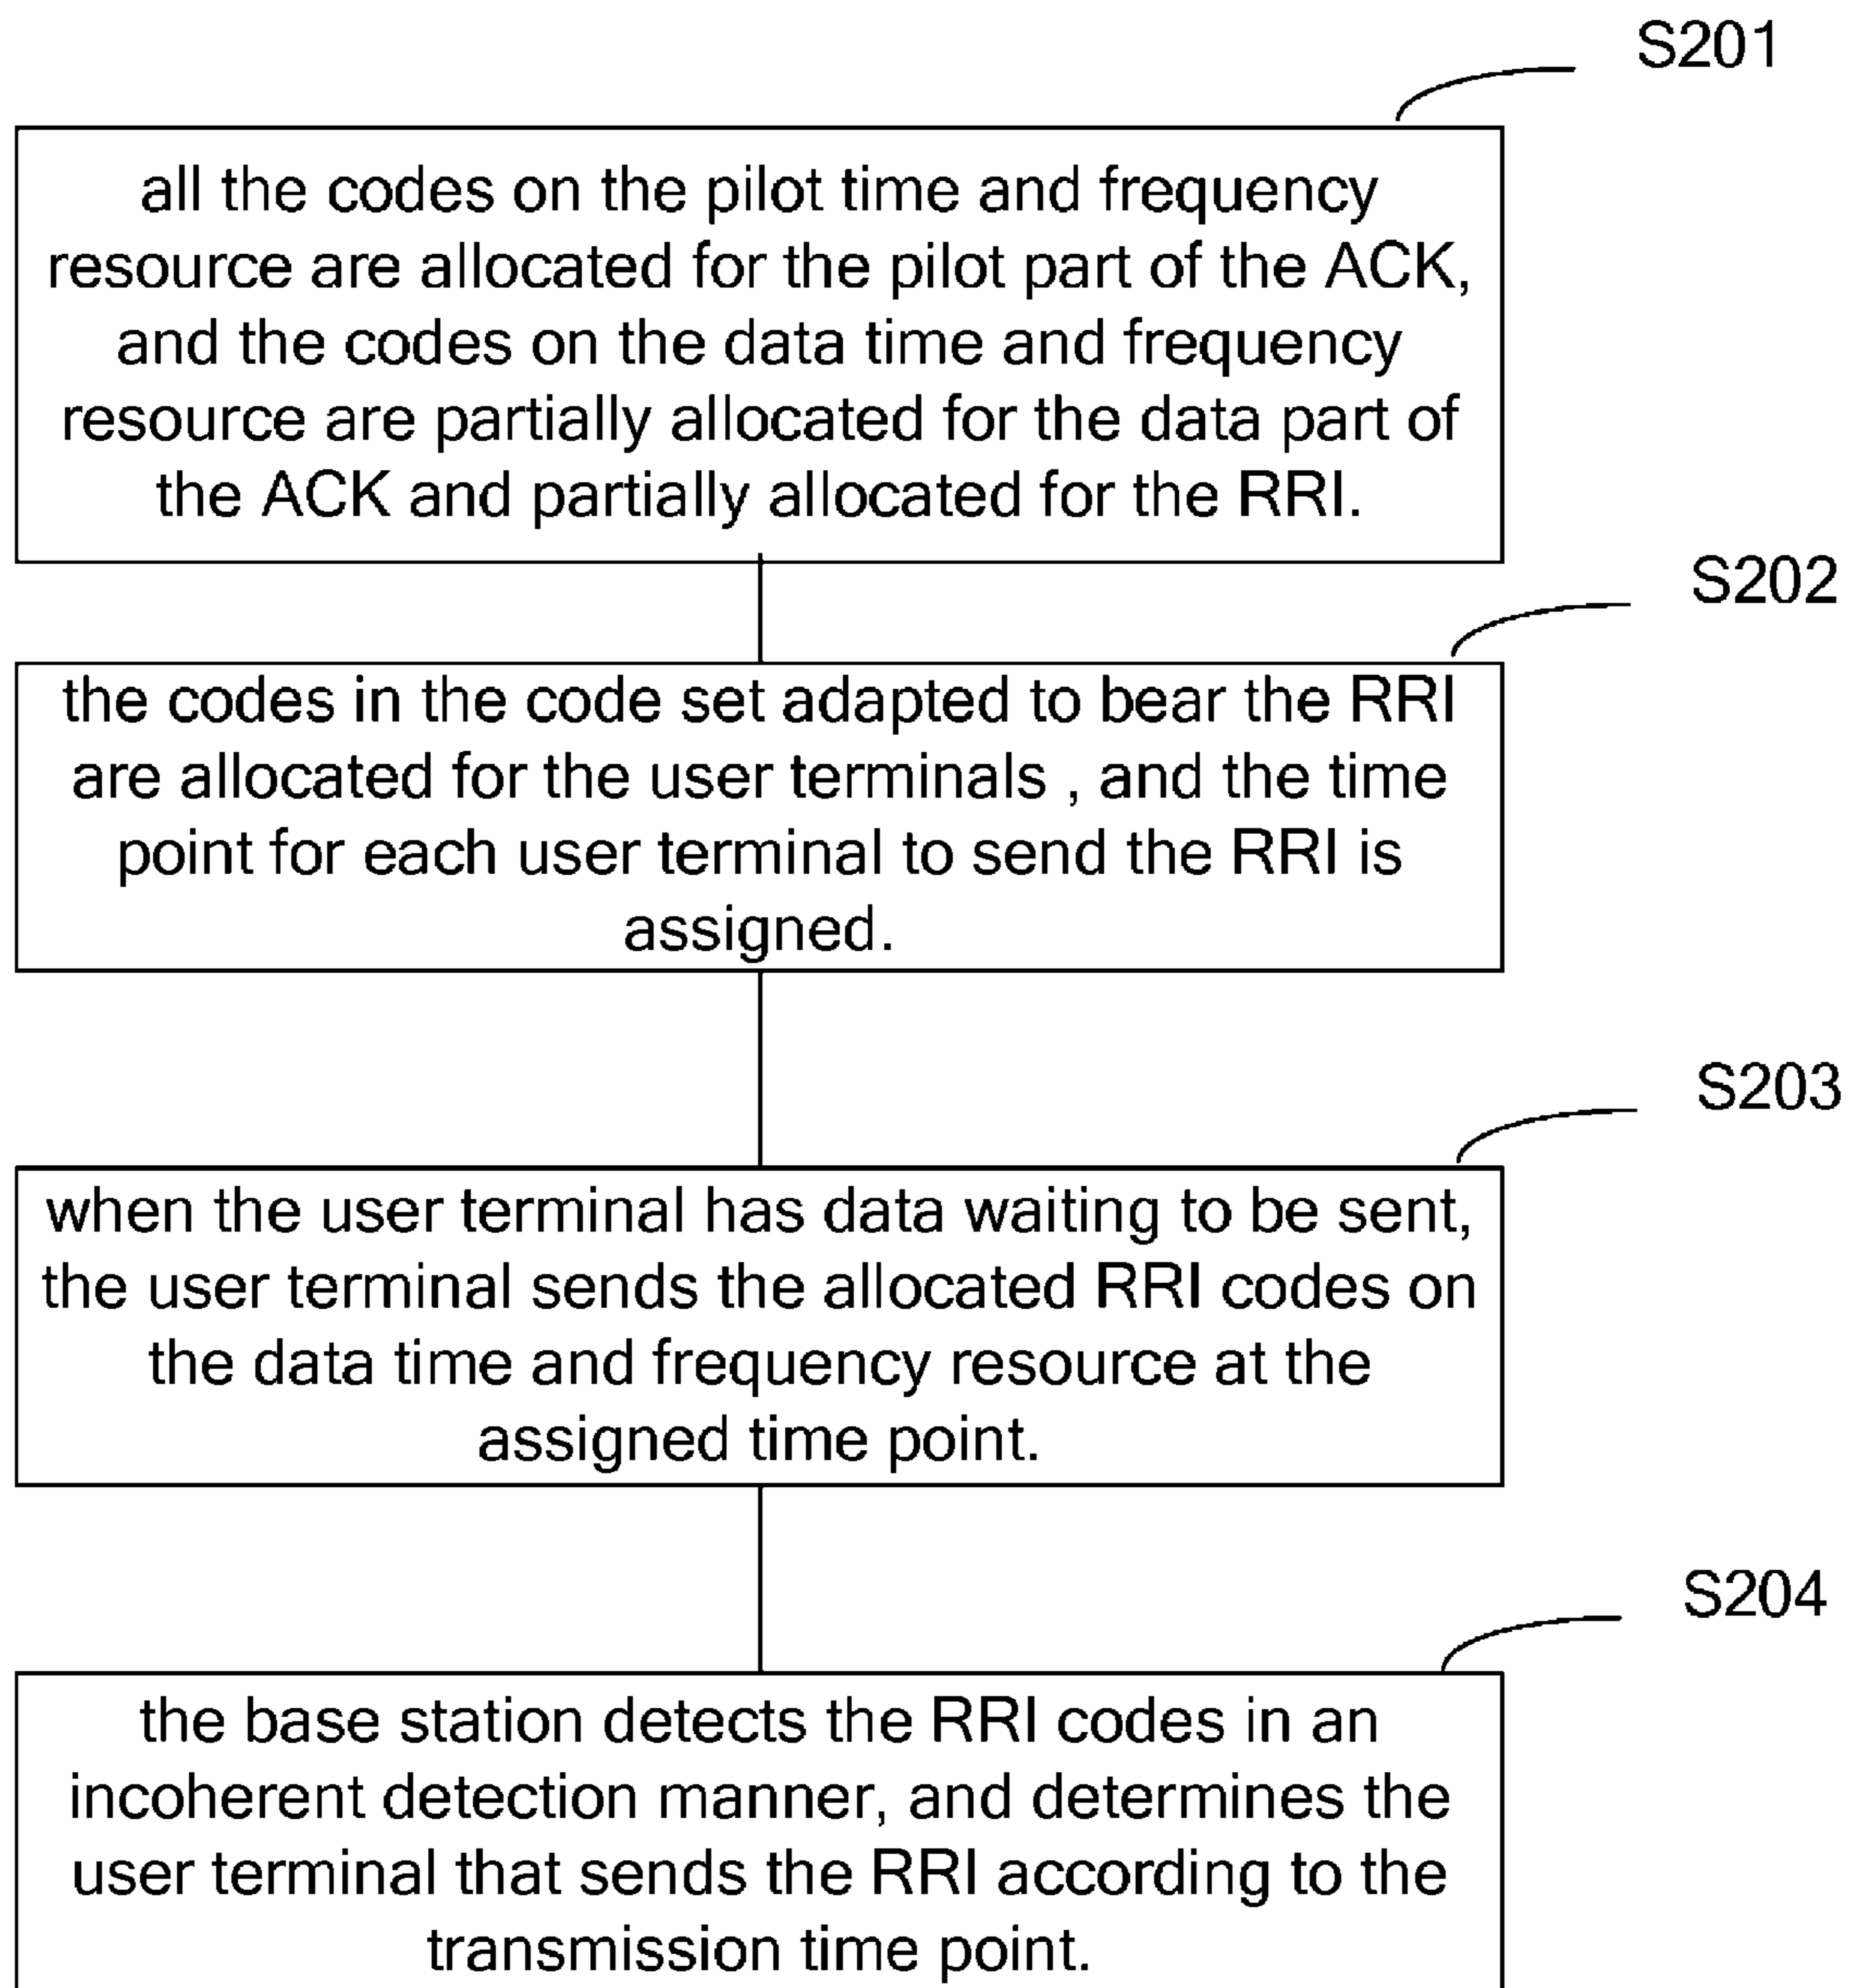 S201
all the codes on the pilot time and frequency
resource are allocated for the pilot part of the ACK,
and the codes on the data time and frequency
resource are partially allocated for the data part of
the ACK and partially allocated for the RRI.
S202
the codes in the code set adapted to bear the RRI
are allocated for the user terminals , and the time
point for each user terminal to send the RRI is
assigned.
S203
when the user terminal has data waiting to be sent,
the user terminal sends the allocated RRI codes on
the data time and frequency resource at the
assigned time point.
S204
the base station detects the RRI codes in an
incoherent detection manner, and determines the
user terminal that sends the RRI according to the
transmission time point.